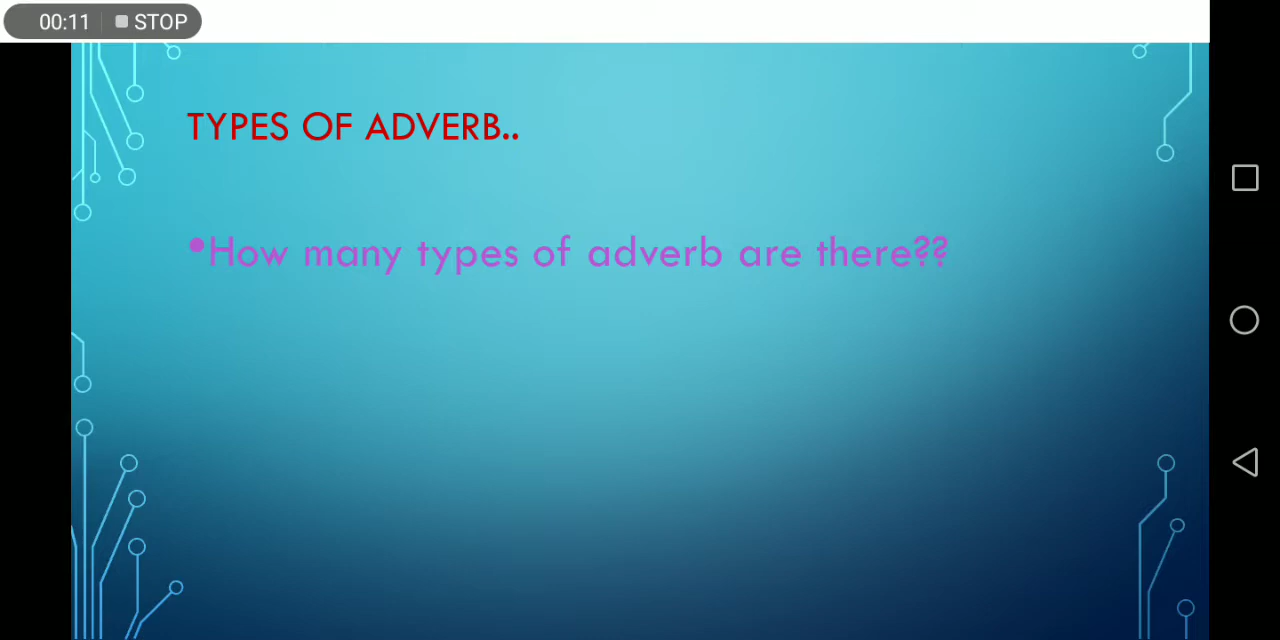 00:11 STOP
TYPES OF ADVERB..
•How many types of adverb are there??